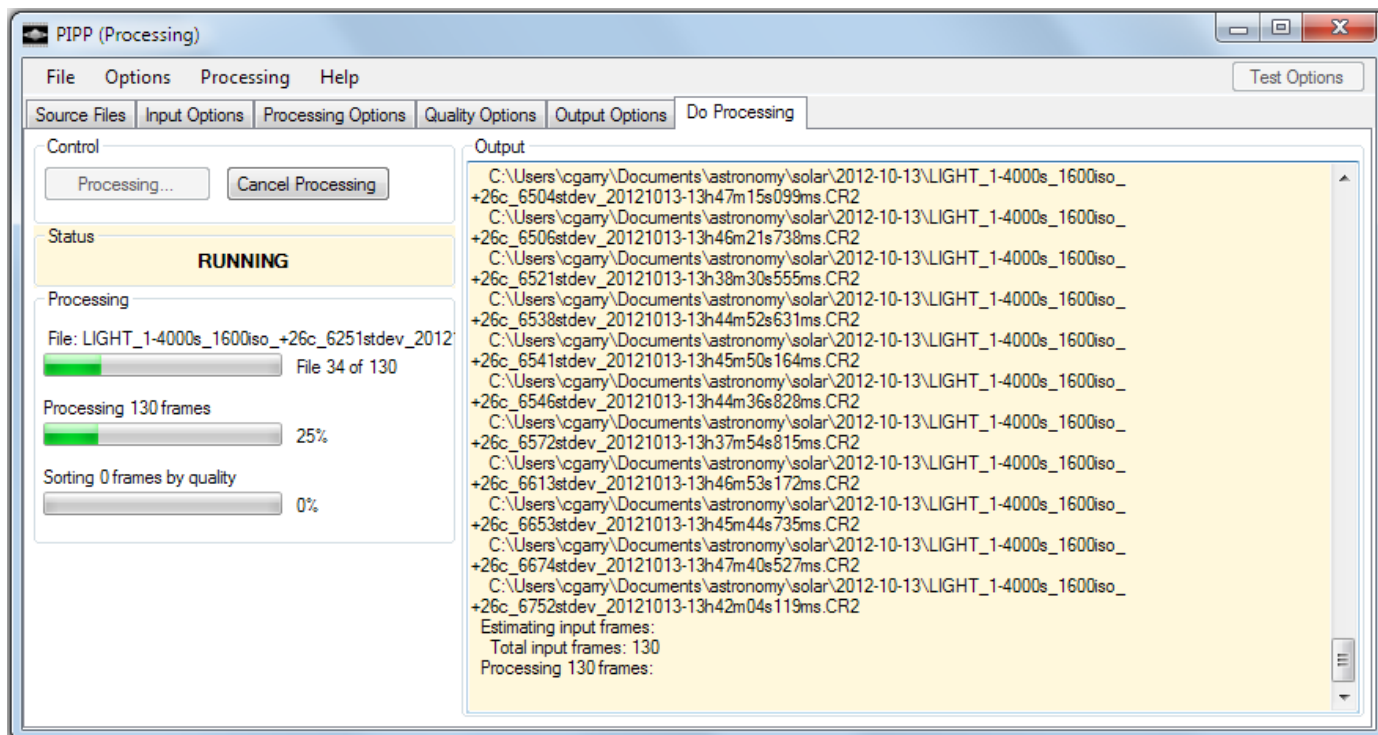 PIPP (Processing)
File Options Processing Help
Test Options
Source Files Input Options Processing Options Quality Options Output Options Do Processing
Control
Processing... Cancel Processing
Status
RUNNING
Processing
File: LIGHT_1-4000s_1600iso_+26c_6251stdev_2012
File 34 of 130
Processing 130 frames
25%
Sorting 0 frames by quality
0%
Output
C:\Users\cgarry\Documents\astronomy\solar\2012-10-13\LIGHT_1-4000s_1600iso_
+26c_6504stdev_20121013-13h47m15s099ms.CR2
C:\Users\cgarry\Documents\astronomy\solar\2012-10-13\LIGHT_1-4000s_1600iso_
+26c_6506stdev_20121013-13h46m21s738ms.CR2
C:\Users\cgarry\Documents\astronomy\solar\2012-10-13\LIGHT_1-4000s_1600iso_
+26c_6521stdev_20121013-13h38m30s555ms.CR2
C:\Users\cgarry\Documents\astronomy\solar\2012-10-13\LIGHT_1-4000s_1600iso_
+26c_6538stdev_20121013-13h44m52s631ms.CR2
C:\Users\cgarry\Documents\astronomy\solar\2012-10-13\LIGHT_1-4000s_1600iso_
+26c_6541stdev_20121013-13h45m50s164ms.CR2
C:\Users\cgarry\Documents\astronomy\solar\2012-10-13\LIGHT_1-4000s_1600iso_
+26c_6546stdev_20121013-13h44m36s828ms.CR2
C:\Users\cgarry\Documents\astronomy\solar\2012-10-13\LIGHT_1-4000s_1600iso_
+26c_6572stdev_20121013-13h37m54s815ms.CR2
C:\Users\cgarry\Documents\astronomy\solar\2012-10-13\LIGHT_1-4000s_1600iso_
+26c_6613stdev_20121013-13h46m53s172ms.CR2
C:\Users\cgarry\Documents\astronomy\solar\2012-10-13\LIGHT_1-4000s_1600iso_
+26c_6653stdev_20121013-13h45m44s735ms.CR2
C:\Users\cgarry\Documents\astronomy\solar\2012-10-13\LIGHT_1-4000s_1600iso_
+26c_6674stdev_20121013-13h47m40s527ms.CR2
C:\Users\cgarry\Documents\astronomy\solar\2012-10-13\LIGHT_1-4000s_1600iso_
+26c_6752stdev_20121013-13h42m04s119ms.CR2
Estimating input frames:
Total input frames: 130
Processing 130 frames: